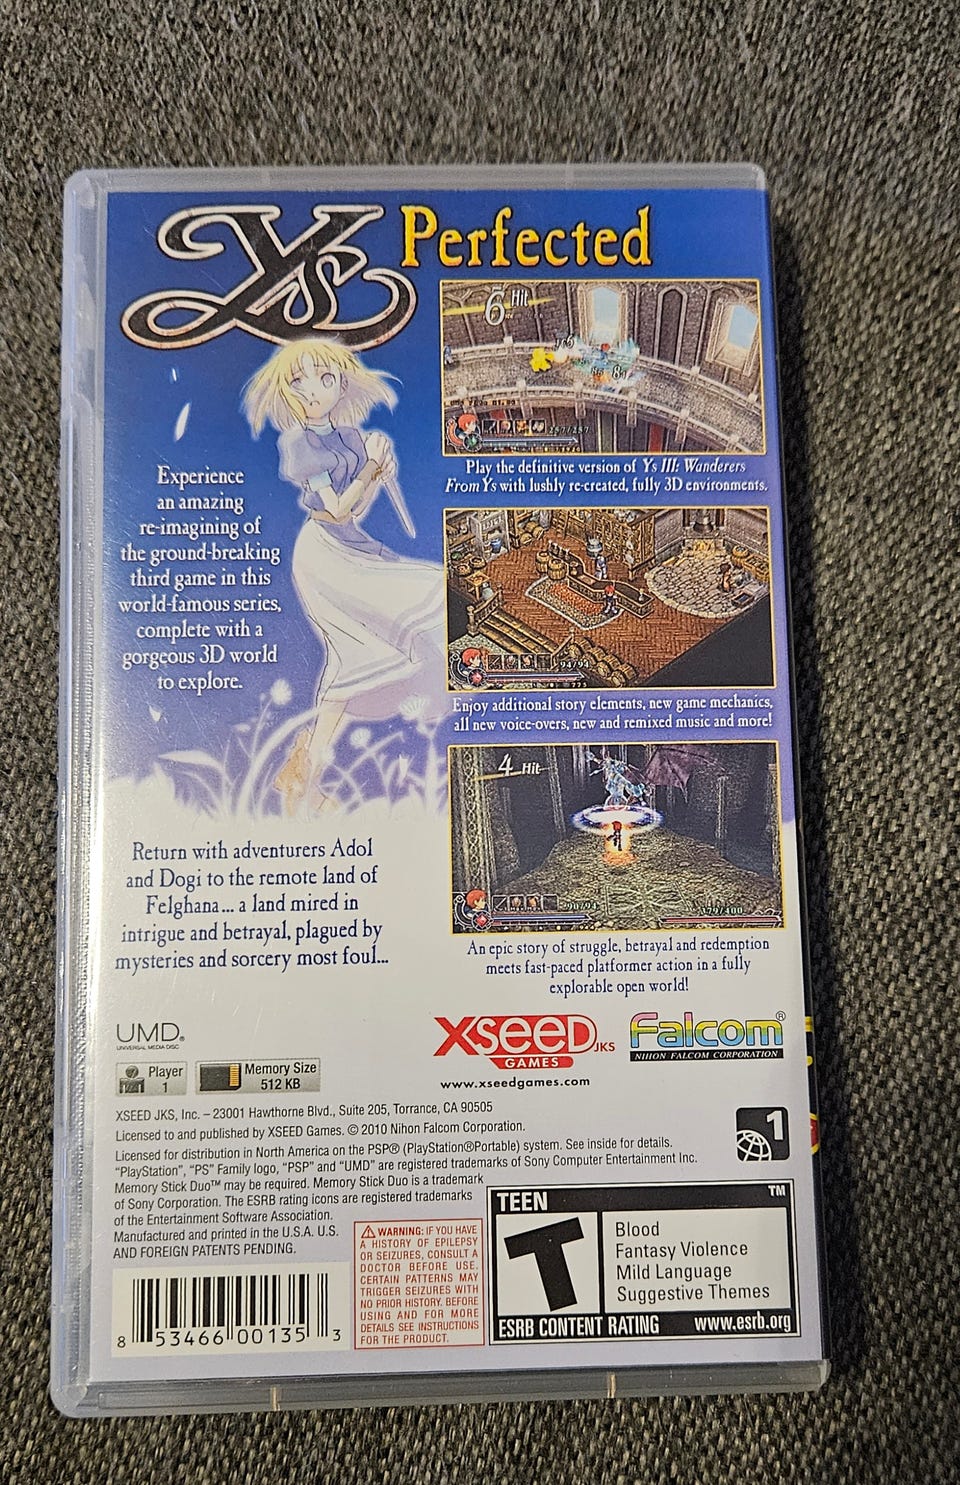 Ys Perfected
6 Hit
Play the definitive version of Ys III: Wanderers
From Ys with lushly re-created, fully 3D environments.
Experience
an amazing
re-imagining of
the ground-breaking
third game in this
world-famous series,
complete with a
gorgeous 3D world
to explore.
94/94
Enjoy additional story elements, new game mechanics,
all new voice-overs, new and remixed music and more!
4 Hit
Return with adventurers Adol
and Dogi to the remote land of
Felghana... a land mired in
intrigue and betrayal, plagued by
mysteries and sorcery most foul...
An epic story of struggle, betrayal and redemption
meets fast-paced platformer action in a fully
explorable open world!
UMD
UNIVERSAL MEDIA DISC
Player
1
Memory Size
512 KB
XSEED JKS
GAMES
www.xseedgames.com
Falcom®
NIHON FALCOM CORPORATION
XSEED JKS, Inc. – 23001 Hawthorne Blvd., Suite 205, Torrance, CA 90505
Licensed to and published by XSEED Games. © 2010 Nihon Falcom Corporation.
Licensed for distribution in North America on the PSP® (PlayStation®Portable) system. See inside for details.
“PlayStation”, “PS” Family logo, “PSP” and “UMD” are registered trademarks of Sony Computer Entertainment Inc.
Memory Stick Duo™ may be required. Memory Stick Duo is a trademark
of Sony Corporation. The ESRB rating icons are registered trademarks
of the Entertainment Software Association.
Manufactured and printed in the U.S.A. U.S.
AND FOREIGN PATENTS PENDING.
1
WARNING: IF YOU HAVE
A HISTORY OF EPILEPSY
OR SEIZURES, CONSULT A
DOCTOR BEFORE USE.
CERTAIN PATTERNS MAY
TRIGGER SEIZURES WITH
NO PRIOR HISTORY. BEFORE
USING AND FOR MORE
DETAILS SEE INSTRUCTIONS
FOR THE PRODUCT.
8 53466 00135 3
TEEN ™
T
Blood
Fantasy Violence
Mild Language
Suggestive Themes
ESRB CONTENT RATING www.esrb.org